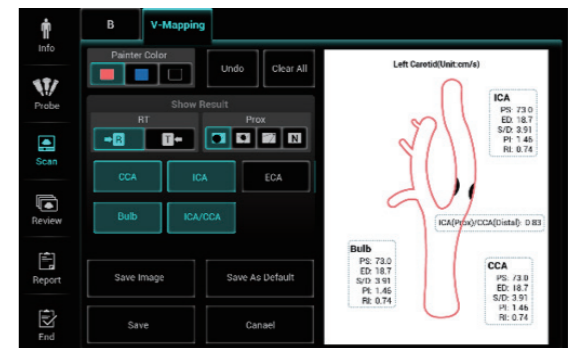 Info
Probe
Scan
Review
Report
End
B
V-Mapping
Painter Color
Undo
Clear All
Show Result
RT
Prox
R
T
N
CCA
ICA
ECA
Bulb
ICA/CCA
Save Image
Save As Default
Save
Canael
Left Carotid(Unit:cm/s)
ICA
PS: 73.0
ED: 18.7
S/D: 3.91
PI: 1.46
RI: 0.74
ICA(Prox)/CCA(Distal): 0.83
Bulb
PS: 73.0
ED: 18.7
S/D: 3.91
PI: 1.46
RI: 0.74
CCA
PS: 73.0
ED: 18.7
S/D: 3.91
PI: 1.46
RI: 0.74